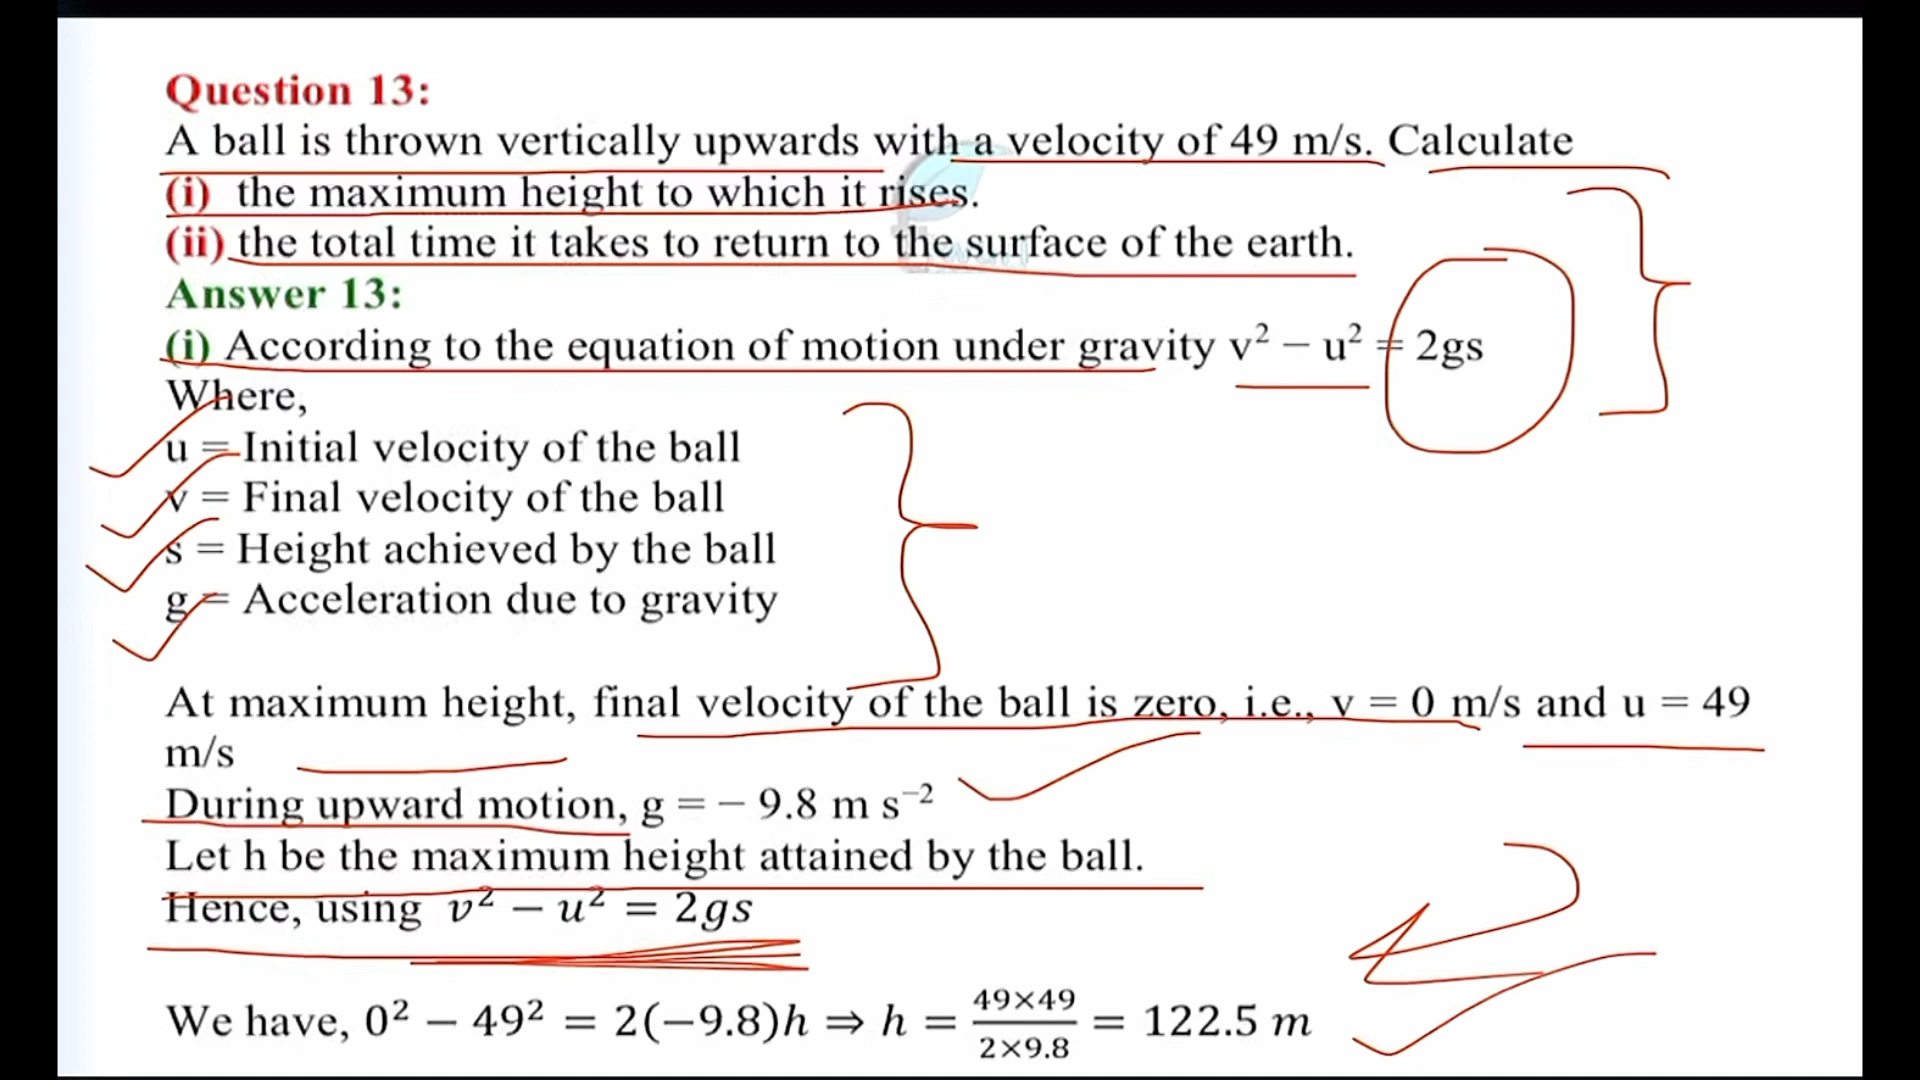 Question 13:
A ball is thrown vertically upwards with a velocity of 49 m/s. Calculate
(i) the maximum height to which it rises.
(ii) the total time it takes to return to the surface of the earth.
Answer 13:
(i) According to the equation of motion under gravity v² − u² = 2gs
Where,
u = Initial velocity of the ball
v = Final velocity of the ball
s = Height achieved by the ball
g = Acceleration due to gravity
At maximum height, final velocity of the ball is zero, i.e., v = 0 m/s and u = 49
m/s
During upward motion, g = − 9.8 m s⁻²
Let h be the maximum height attained by the ball.
Hence, using v² − u² = 2gs
We have, 0² − 49² = 2(−9.8)h ⇒ h = 49×49 / 2×9.8 = 122.5 m